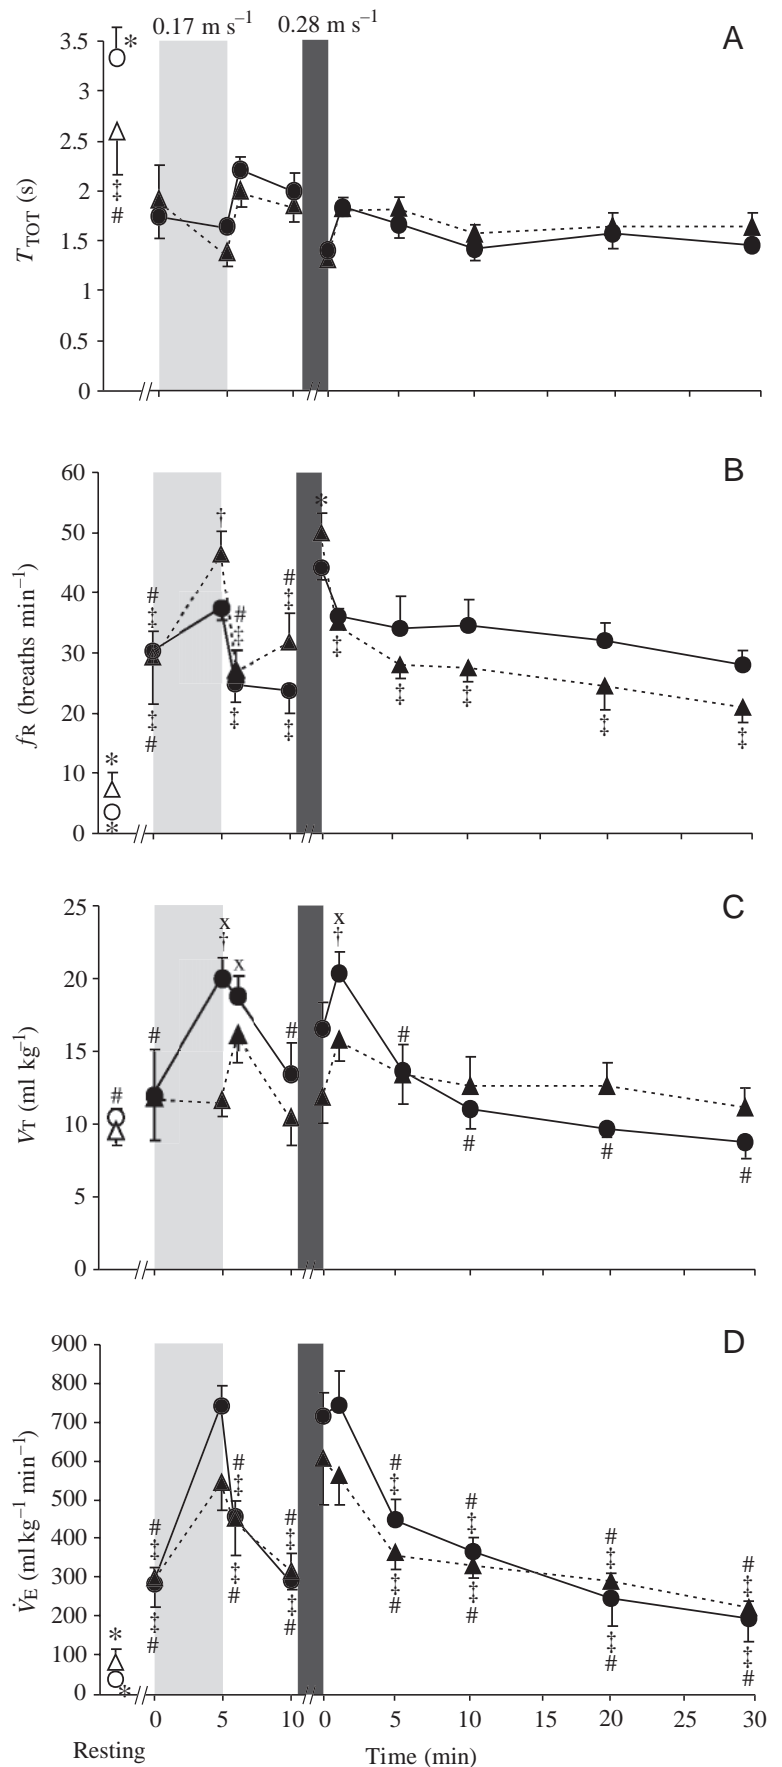 0.17 m s⁻¹ 0.28 m s⁻¹
A
3.5
3
2.5
2
1.5
1
0.5
0
T_TOT (s)
*
‡
#
B
60
50
40
30
20
10
0
f_R (breaths min⁻¹)
† *
# # #
‡ ‡ ‡
‡ ‡ ‡ ‡ ‡ ‡ ‡ ‡
#
*
*
C
25
20
15
10
5
0
V_T (ml kg⁻¹)
x x
† †
x
# # #
#
# # #
D
900
800
700
600
500
400
300
200
100
0
V̇_E (ml kg⁻¹ min⁻¹)
# # # # # # #
‡ ‡ ‡ ‡ ‡ ‡ ‡
‡ ‡ ‡ ‡ ‡ ‡ ‡
# # # # # # #
*
*
0 5 10 0 5 10 15 20 25 30
Resting Time (min)